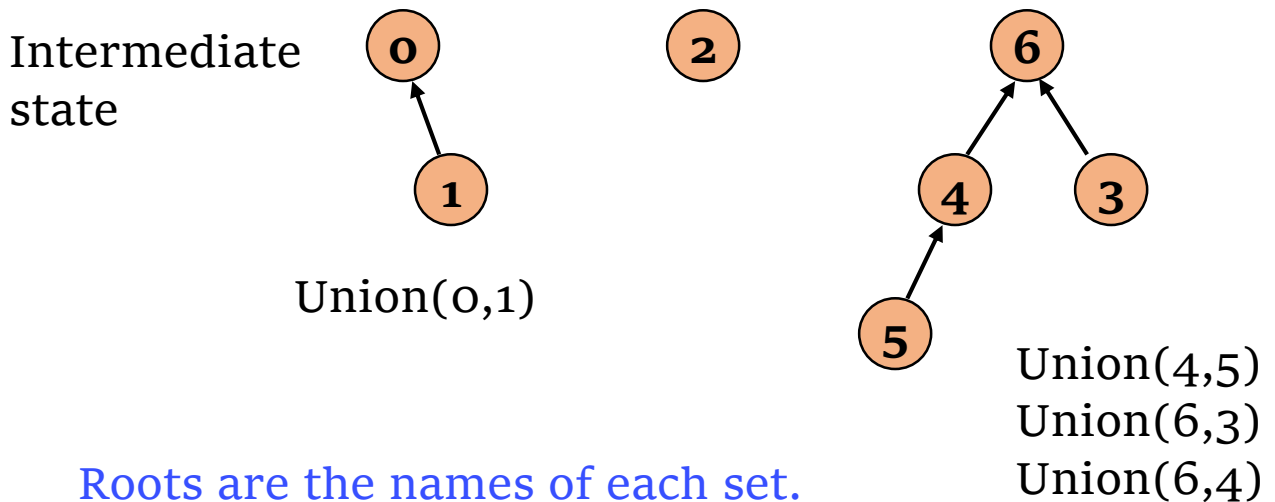 Intermediate
state
0
2
6
1
4
3
5
Union(0,1)
Union(4,5)
Union(6,3)
Union(6,4)
Roots are the names of each set.